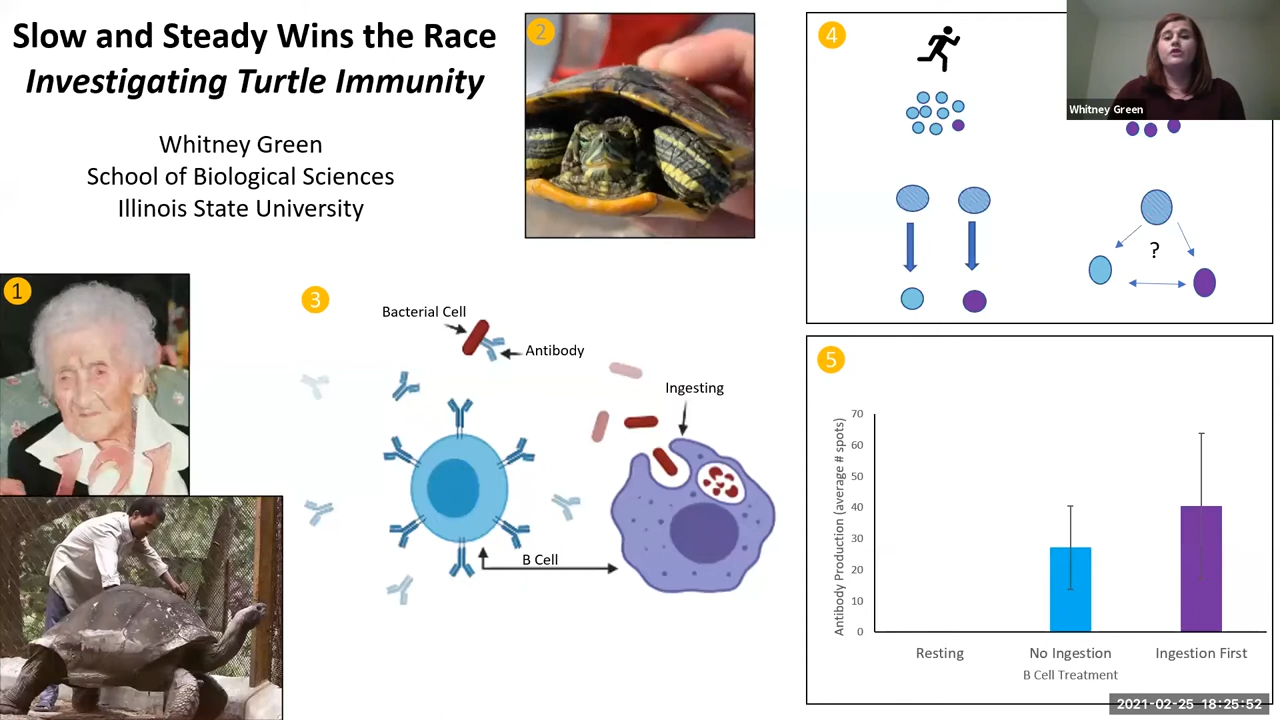 Slow and Steady Wins the Race
Investigating Turtle Immunity
Whitney Green
School of Biological Sciences
Illinois State University
1
121
2
3
Bacterial Cell
Antibody
Ingesting
B Cell
4
?
Whitney Green
5
Antibody Production (average # spots)
70
60
50
40
30
20
10
0
Resting
No Ingestion
Ingestion First
B Cell Treatment
2021-02-25 18:25:52